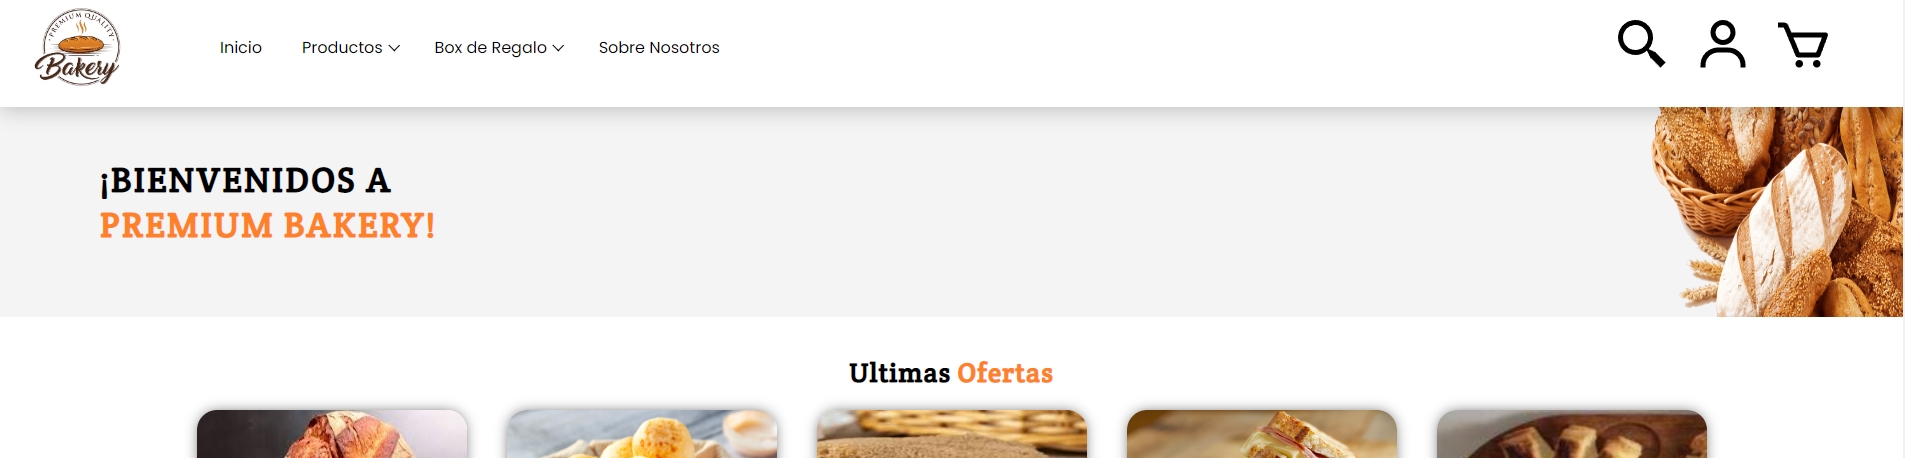 PREMIUM QUALITY
Bakery
Inicio
Productos
Box de Regalo
Sobre Nosotros
¡BIENVENIDOS A
PREMIUM BAKERY!
Ultimas Ofertas